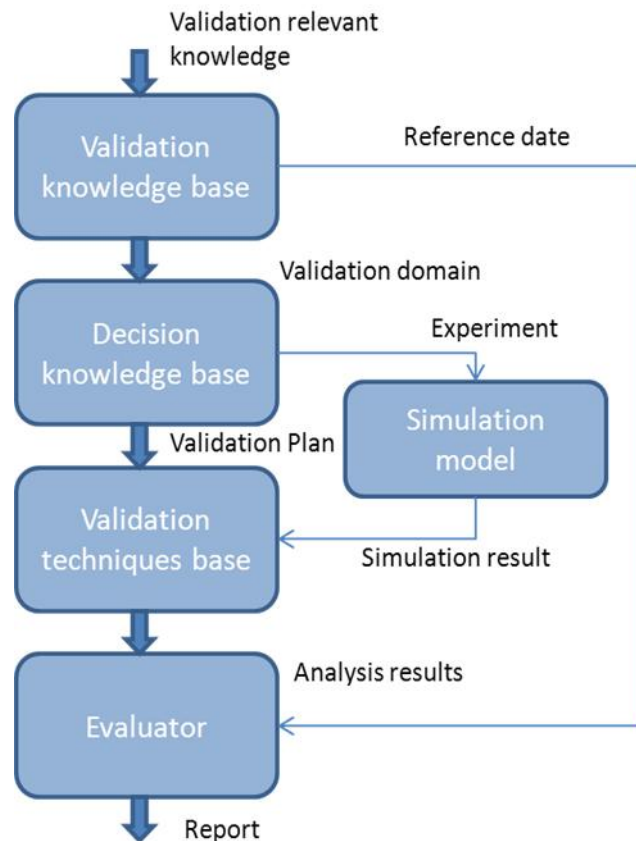 Validation relevant
knowledge
Validation
knowledge base
Reference date
Validation domain
Decision
knowledge base
Experiment
Simulation
model
Validation Plan
Validation
techniques base
Simulation result
Analysis results
Evaluator
Report